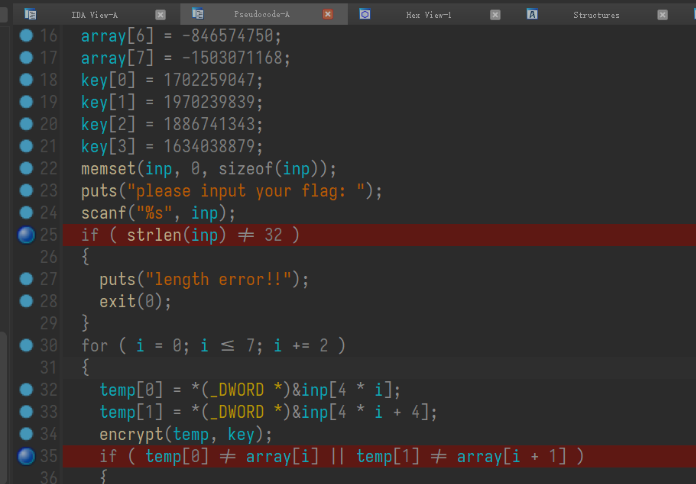 IDA View-A Pseudocode-A Hex View-1 Structures
16 array[6] = -846574750;
17 array[7] = -1503071168;
18 key[0] = 1702259047;
19 key[1] = 1970239839;
20 key[2] = 1886741343;
21 key[3] = 1634038879;
22 memset(inp, 0, sizeof(inp));
23 puts("please input your flag: ");
24 scanf("%s", inp);
25 if ( strlen(inp) ≠ 32 )
26 {
27 puts("length error!!");
28 exit(0);
29 }
30 for ( i = 0; i ≤ 7; i += 2 )
31 {
32 temp[0] = *(_DWORD *)&inp[4 * i];
33 temp[1] = *(_DWORD *)&inp[4 * i + 4];
34 encrypt(temp, key);
35 if ( temp[0] ≠ array[i] || temp[1] ≠ array[i + 1] )
36 {